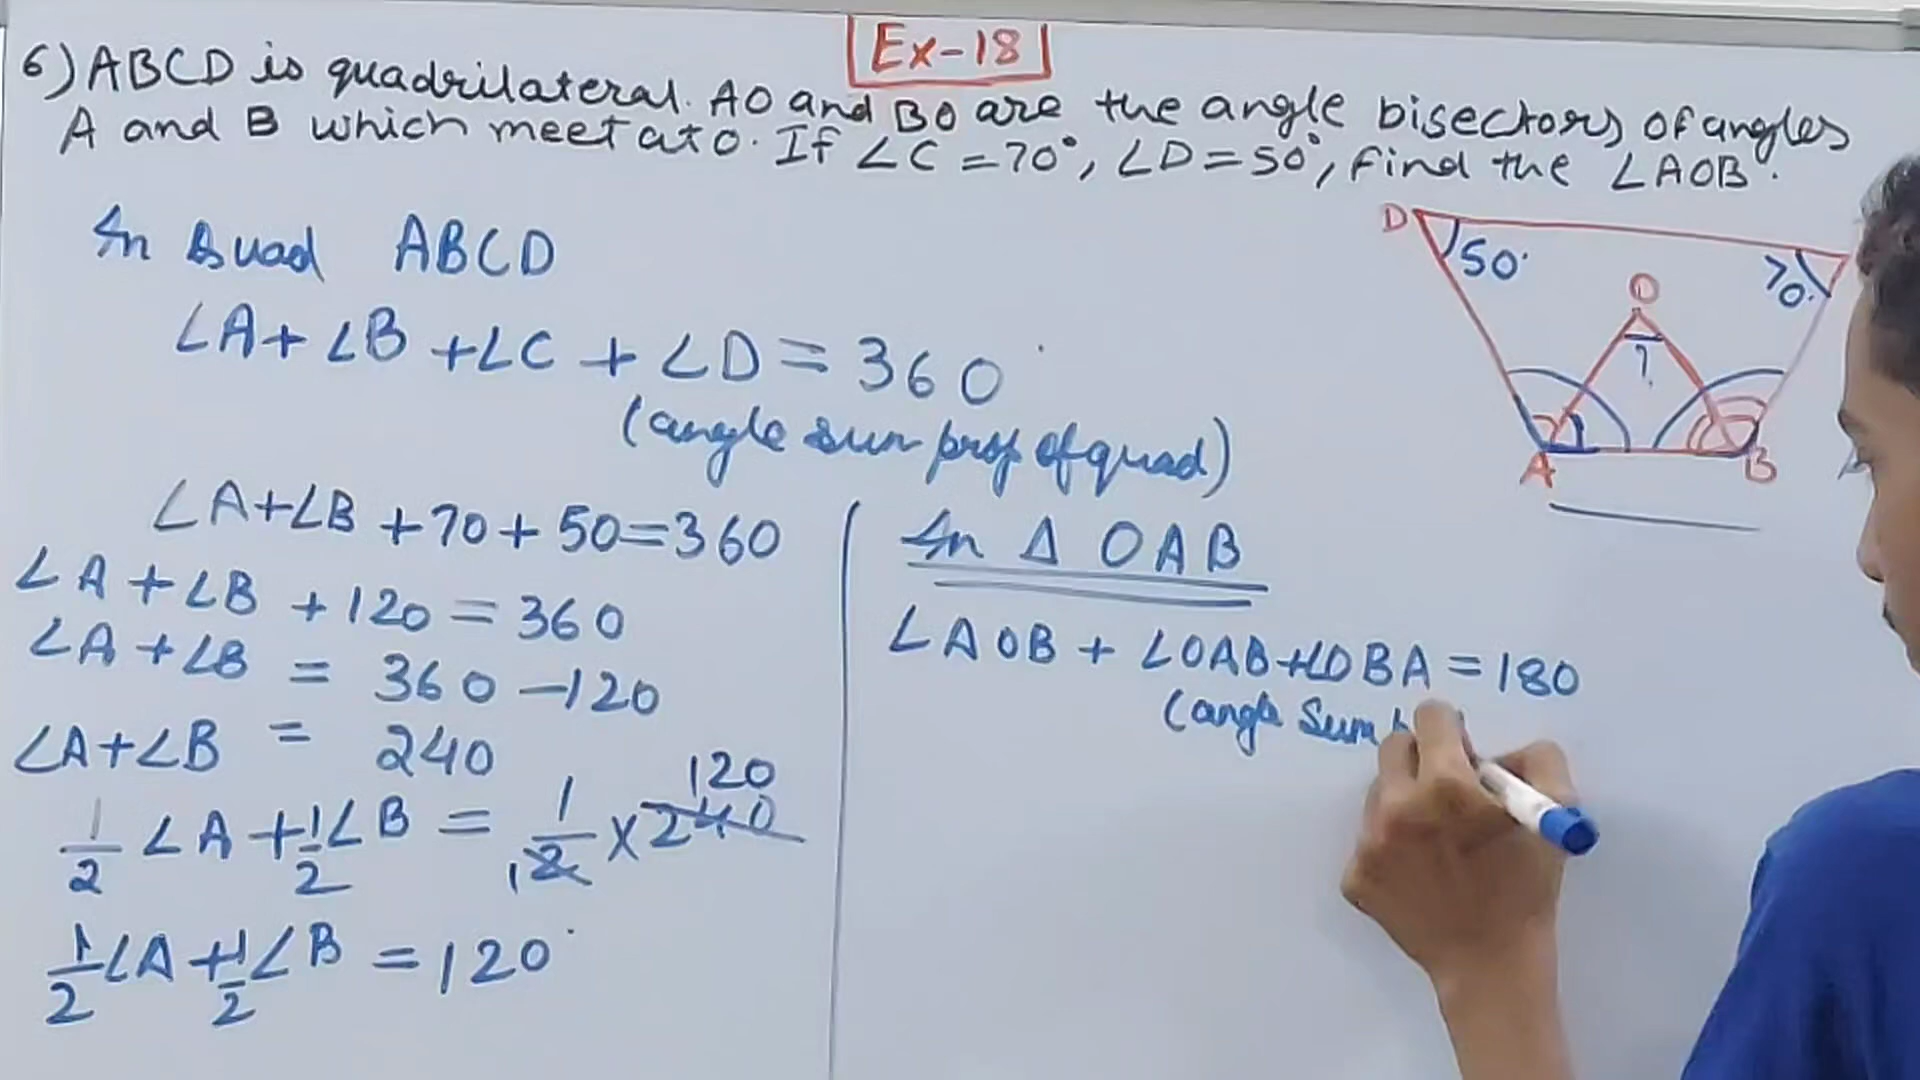 Ex-18
6) ABCD is quadrilateral. AO and BO are the angle bisectors of angles
A and B which meet at O. If ∠C = 70°, ∠D = 50°, find the ∠AOB.
In Quad ABCD
∠A + ∠B + ∠C + ∠D = 360°
(angle sum prop of quad)
∠A + ∠B + 70 + 50 = 360
∠A + ∠B + 120 = 360
∠A + ∠B = 360 - 120
∠A + ∠B = 240
1/2 ∠A + 1/2 ∠B = 1/2 × 240
1
120
1/2 ∠A + 1/2 ∠B = 120°
In Δ OAB
∠AOB + ∠OAB + ∠OBA = 180
(angle Sum
D
50°
70°
O
?
A
B